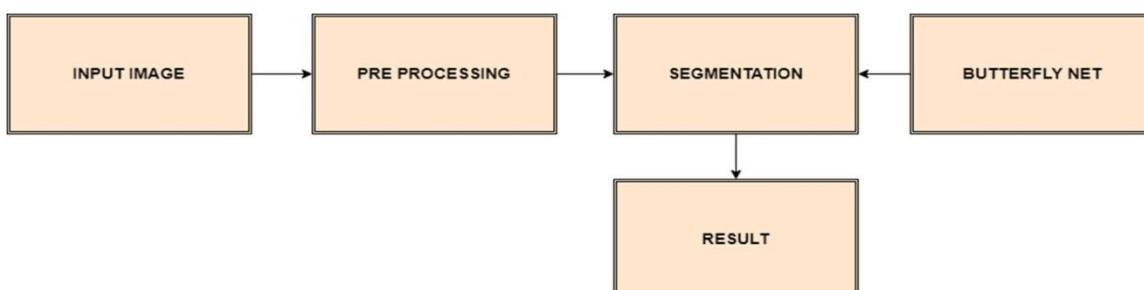 INPUT IMAGE
PRE PROCESSING
SEGMENTATION
BUTTERFLY NET
RESULT